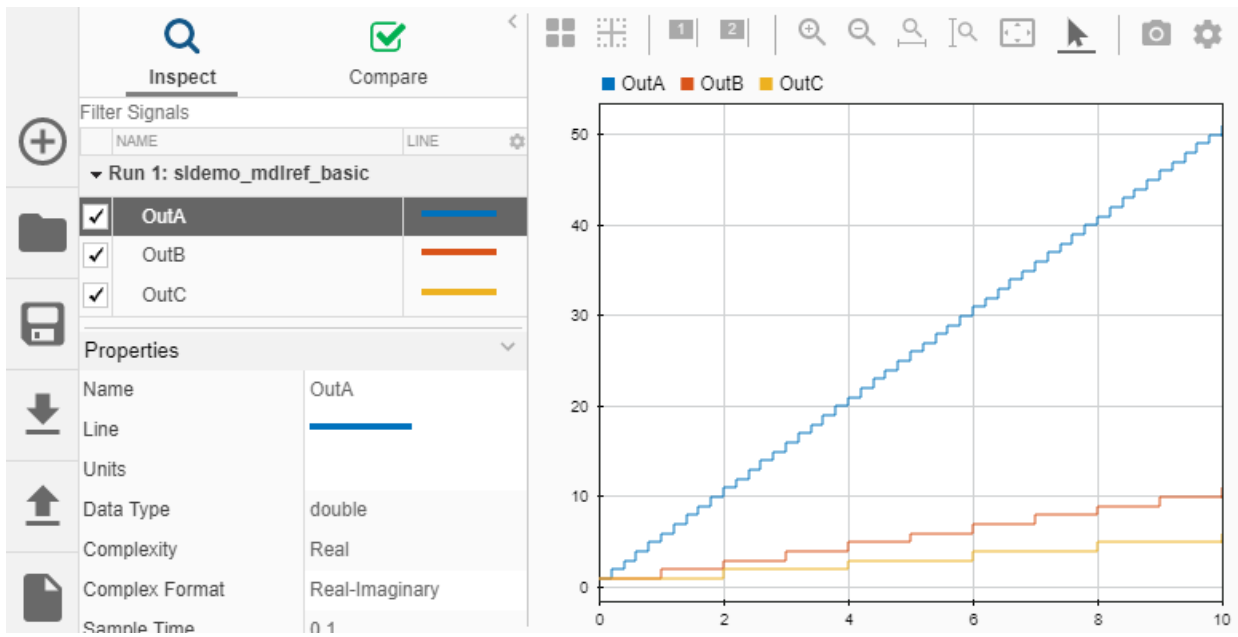 Inspect
Compare
Filter Signals
NAME LINE
Run 1: sldemo_mdlref_basic
OutA
OutB
OutC
Properties
Name OutA
Line
Units
Data Type double
Complexity Real
Complex Format Real-Imaginary
Sample Time 0.1
1 2
OutA OutB OutC
50
40
30
20
10
0
0 2 4 6 8 10